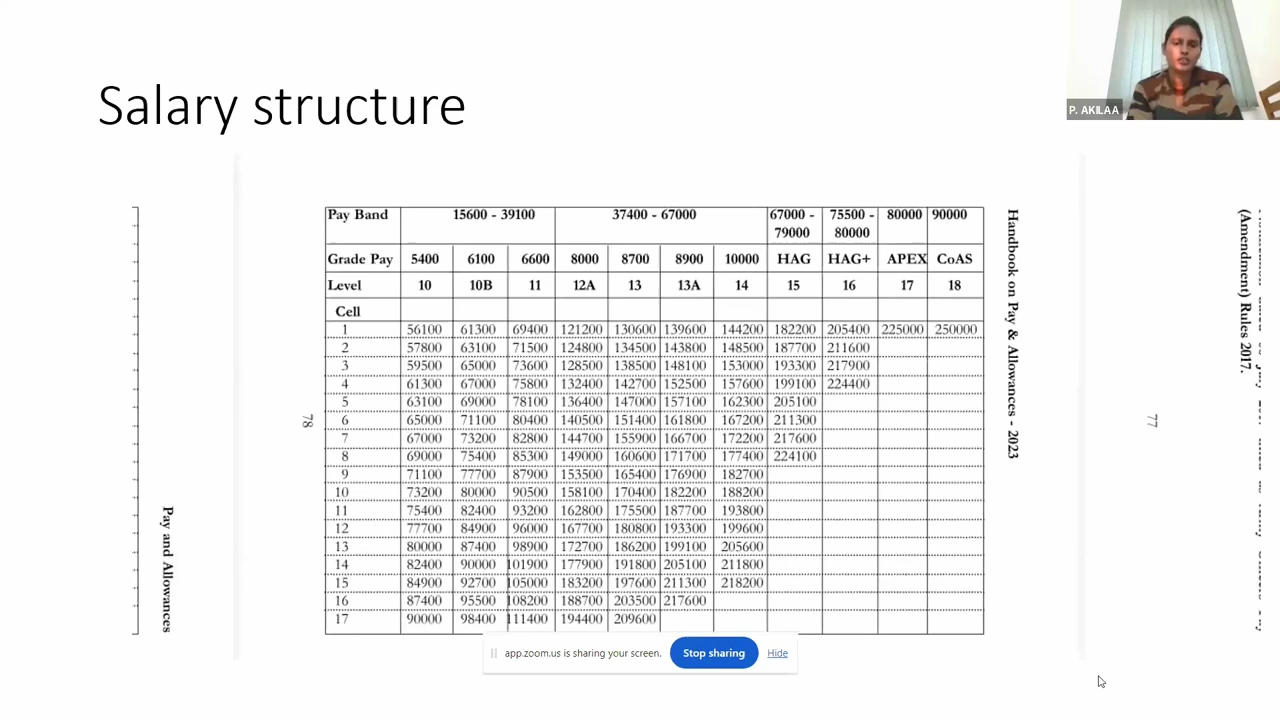 P. AKILAA
Salary structure
Pay Band 15600 - 39100 37400 - 67000 67000 - 79000 75500 - 80000 80000 90000
Grade Pay 5400 6100 6600 8000 8700 8900 10000 HAG HAG+ APEX CoAS
Level 10 10B 11 12A 13 13A 14 15 16 17 18
Cell
1 56100 61300 69400 121200 130600 139600 144200 182200 205400 225000 250000
2 57800 63100 71500 124800 134500 143800 148500 187700 211600
3 59500 65000 73600 128500 138500 148100 153000 193300 217900
4 61300 67000 75800 132400 142700 152500 157600 199100 224400
5 63100 69000 78100 136400 147000 157100 162300 205100
6 65000 71100 80400 140500 151400 161800 167200 211300
7 67000 73200 82800 144700 155900 166700 172200 217600
8 69000 75400 85300 149000 160600 171700 177400 224100
9 71100 77700 87900 153500 165400 176900 182700
10 73200 80000 90500 158100 170400 182200 188200
11 75400 82400 93200 162800 175500 187700 193800
12 77700 84900 96000 167700 180800 193300 199600
13 80000 87400 98900 172700 186200 199100 205600
14 82400 90000 101900 177900 191800 205100 211800
15 84900 92700 105000 183200 197600 211300 218200
16 87400 95500 108200 188700 203500 217600
17 90000 98400 111400 194400 209600
Handbook on Pay & Allowances - 2023
78
Pay and Allowances
77
(Amendment) Rules 2017.
app.zoom.us is sharing your screen. Stop sharing Hide